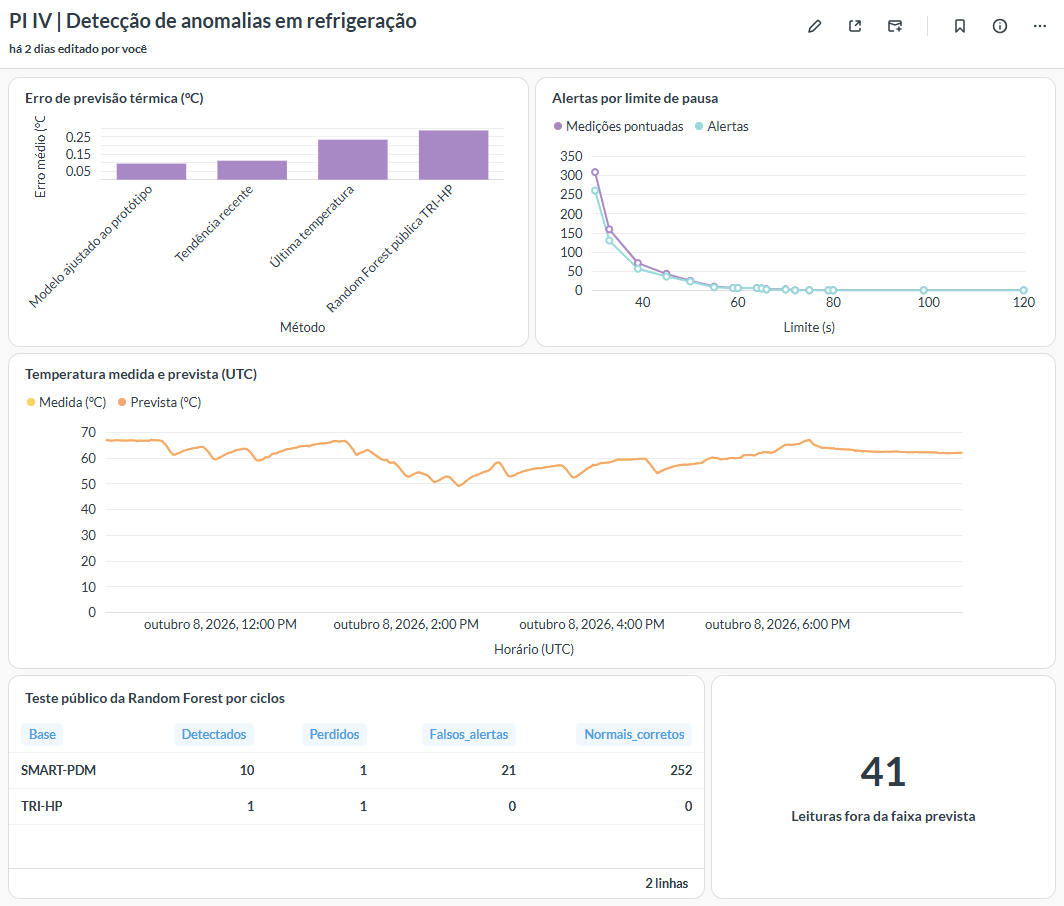 PI IV | Detecção de anomalias em refrigeração
há 2 dias editado por você
Erro de previsão térmica (ºC)
Erro médio (°C
0.25
0.15
0.05
Modelo ajustado ao protótipo
Tendência recente
Última temperatura
Random Forest pública TRI-HP
Método
Alertas por limite de pausa
Medições pontuadas
Alertas
350
300
250
200
150
100
50
0
40
60
80
100
120
Limite (s)
Temperatura medida e prevista (UTC)
Medida (ºC)
Prevista (ºC)
70
60
50
40
30
20
10
0
outubro 8, 2026, 12:00 PM
outubro 8, 2026, 2:00 PM
outubro 8, 2026, 4:00 PM
outubro 8, 2026, 6:00 PM
Horário (UTC)
Teste público da Random Forest por ciclos
Base Detectados Perdidos Falsos_alertas Normais_corretos
SMART-PDM 10 1 21 252
TRI-HP 1 1 0 0
2 linhas
41
Leituras fora da faixa prevista